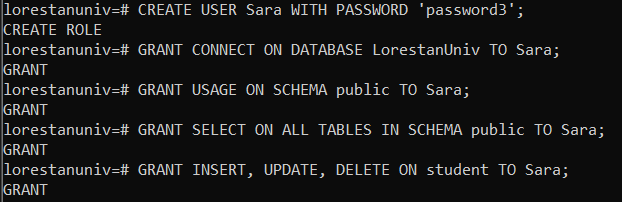 lorestanuniv=# CREATE USER Sara WITH PASSWORD 'password3';
CREATE ROLE
lorestanuniv=# GRANT CONNECT ON DATABASE LorestanUniv TO Sara;
GRANT
lorestanuniv=# GRANT USAGE ON SCHEMA public TO Sara;
GRANT
lorestanuniv=# GRANT SELECT ON ALL TABLES IN SCHEMA public TO Sara;
GRANT
lorestanuniv=# GRANT INSERT, UPDATE, DELETE ON student TO Sara;
GRANT